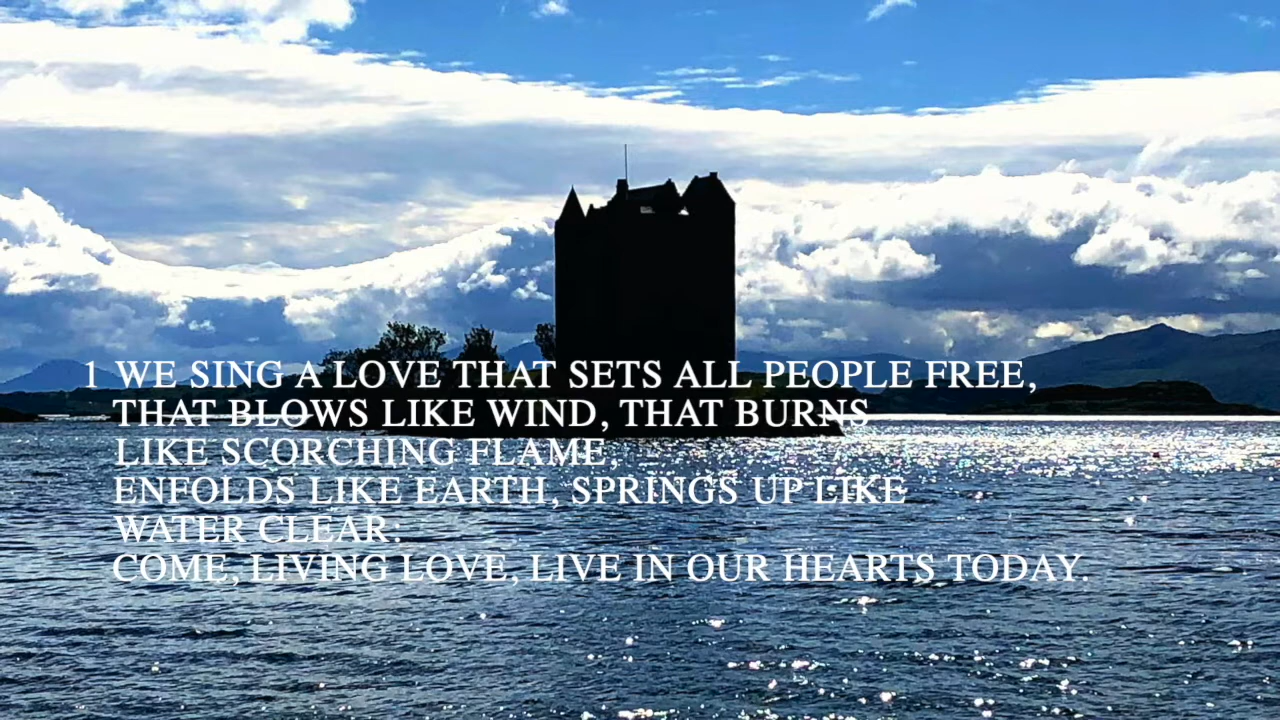 1 WE SING A LOVE THAT SETS ALL PEOPLE FREE,
THAT BLOWS LIKE WIND, THAT BURNS
LIKE SCORCHING FLAME,
ENFOLDS LIKE EARTH, SPRINGS UP LIKE
WATER CLEAR:
COME, LIVING LOVE, LIVE IN OUR HEARTS TODAY.